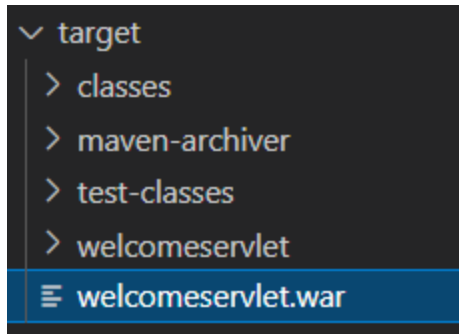 target
classes
maven-archiver
test-classes
welcomeservlet
welcomeservlet.war